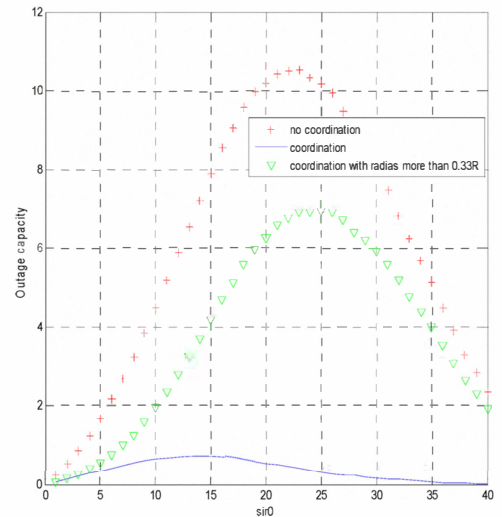 12
10
8
6
4
2
0
Outage capacity
no coordination
coordination
coordination with radias more than 0.33R
0 5 10 15 20 25 30 35 40
sir0